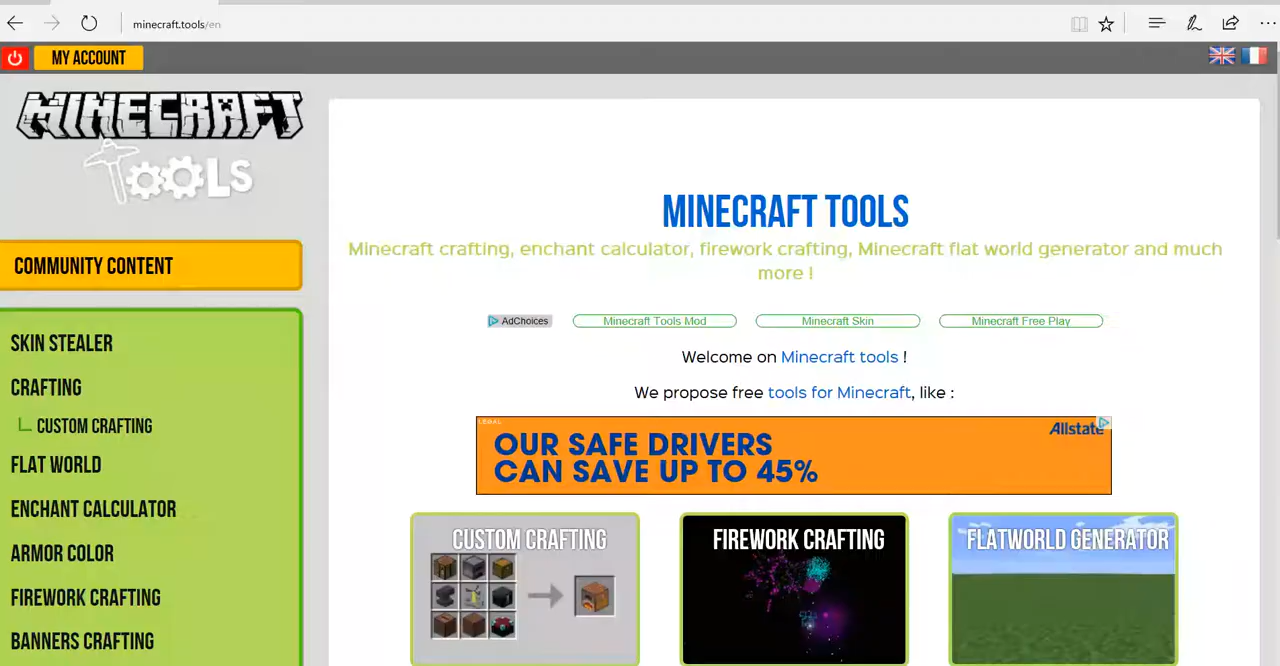 minecraft.tools/en
MY ACCOUNT
MINECRAFT
TOOLS
COMMUNITY CONTENT
SKIN STEALER
CRAFTING
CUSTOM CRAFTING
FLAT WORLD
ENCHANT CALCULATOR
ARMOR COLOR
FIREWORK CRAFTING
BANNERS CRAFTING
MINECRAFT TOOLS
Minecraft crafting, enchant calculator, firework crafting, Minecraft flat world generator and much
more !
AdChoices
Minecraft Tools Mod
Minecraft Skin
Minecraft Free Play
Welcome on Minecraft tools !
We propose free tools for Minecraft, like :
LEGAL
Allstate
OUR SAFE DRIVERS
CAN SAVE UP TO 45%
CUSTOM CRAFTING
FIREWORK CRAFTING
FLATWORLD GENERATOR